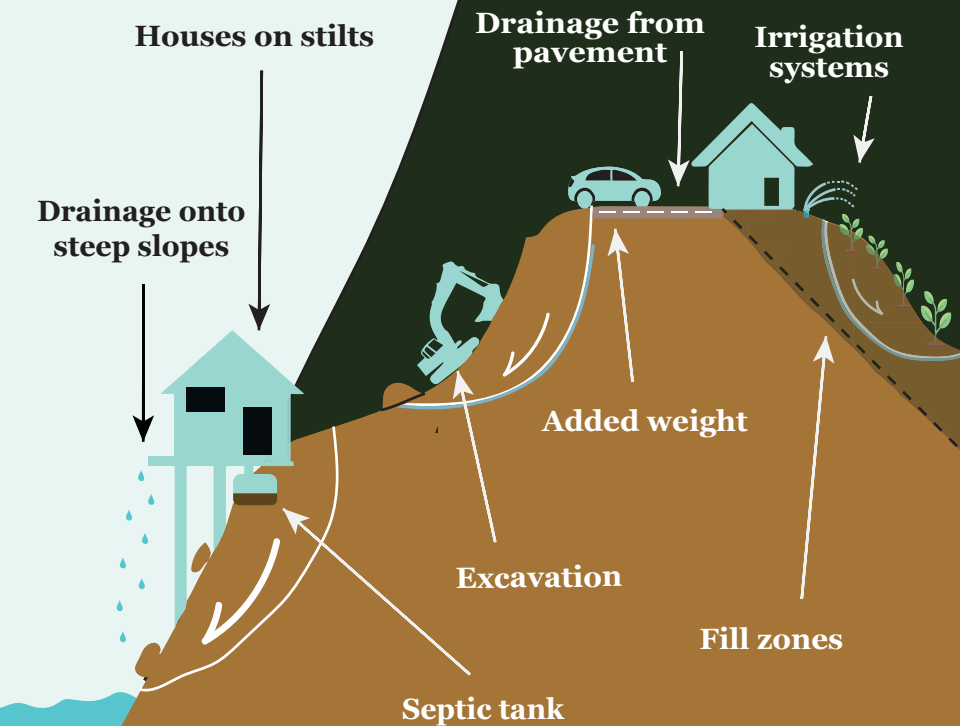 Houses on stilts
Drainage from
pavement
Irrigation
systems
Drainage onto
steep slopes
Added weight
Excavation
Fill zones
Septic tank